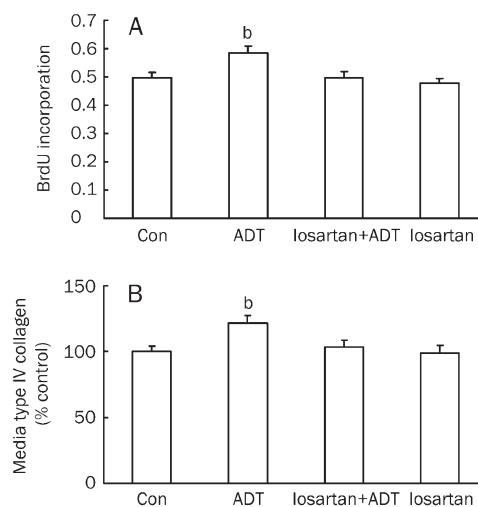 A
BrdU incorporation
0.7
0.6
0.5
0.4
0.3
0.2
0.1
0
b
Con ADT losartan+ADT losartan
B
Media type IV collagen
(% control)
150
100
50
0
b
Con ADT losartan+ADT losartan